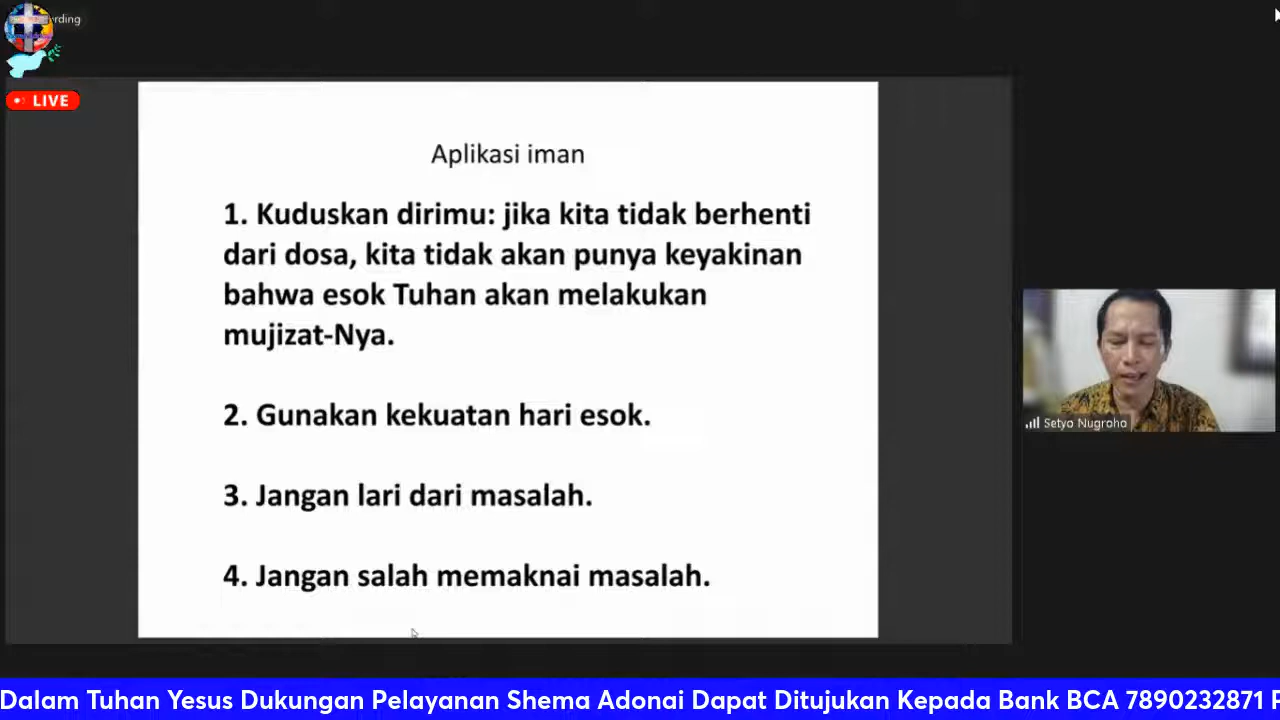 LIVE
Aplikasi iman
1. Kuduskan dirimu: jika kita tidak berhenti
dari dosa, kita tidak akan punya keyakinan
bahwa esok Tuhan akan melakukan
mujizat-Nya.
2. Gunakan kekuatan hari esok.
3. Jangan lari dari masalah.
4. Jangan salah memaknai masalah.
Setyo Nugroho
Dalam Tuhan Yesus Dukungan Pelayanan Shema Adonai Dapat Ditujukan Kepada Bank BCA 7890232871